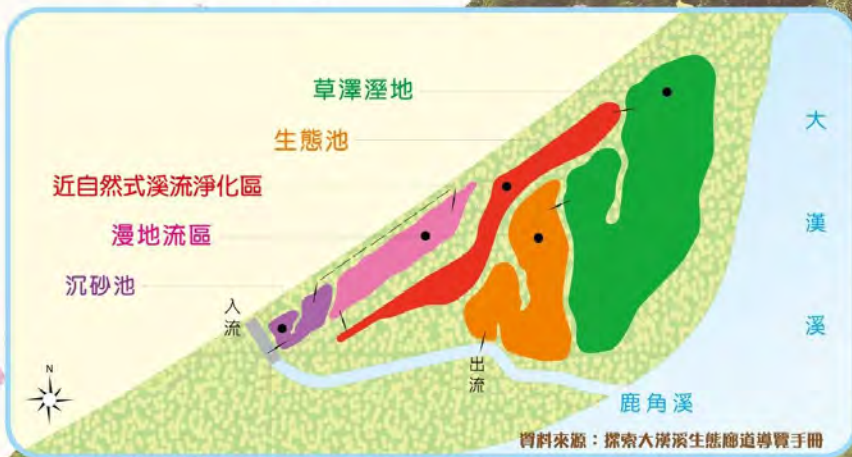 草澤溼地
生態池
近自然式溪流淨化區
漫地流區
沉砂池
入流
出流
大漢溪
鹿角溪
N
資料來源：探索大漢溪生態廊道導覽手冊